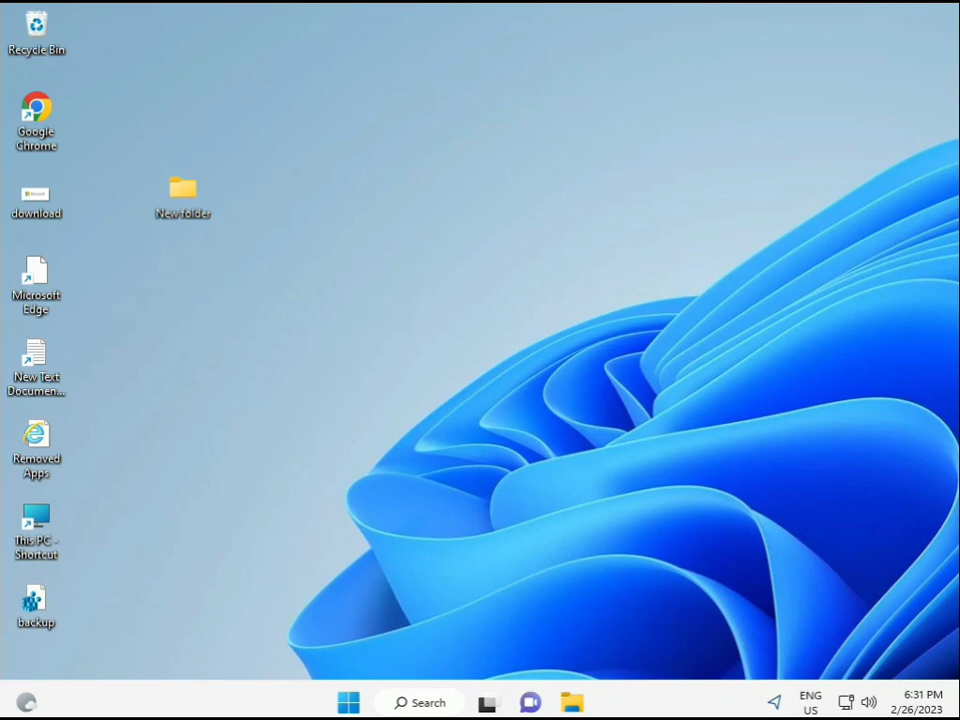 Recycle Bin
Google
Chrome
download
New folder
Microsoft
Edge
New Text
Documen...
Removed
Apps
This PC -
Shortcut
backup
Search
ENG
US
6:31 PM
2/26/2023